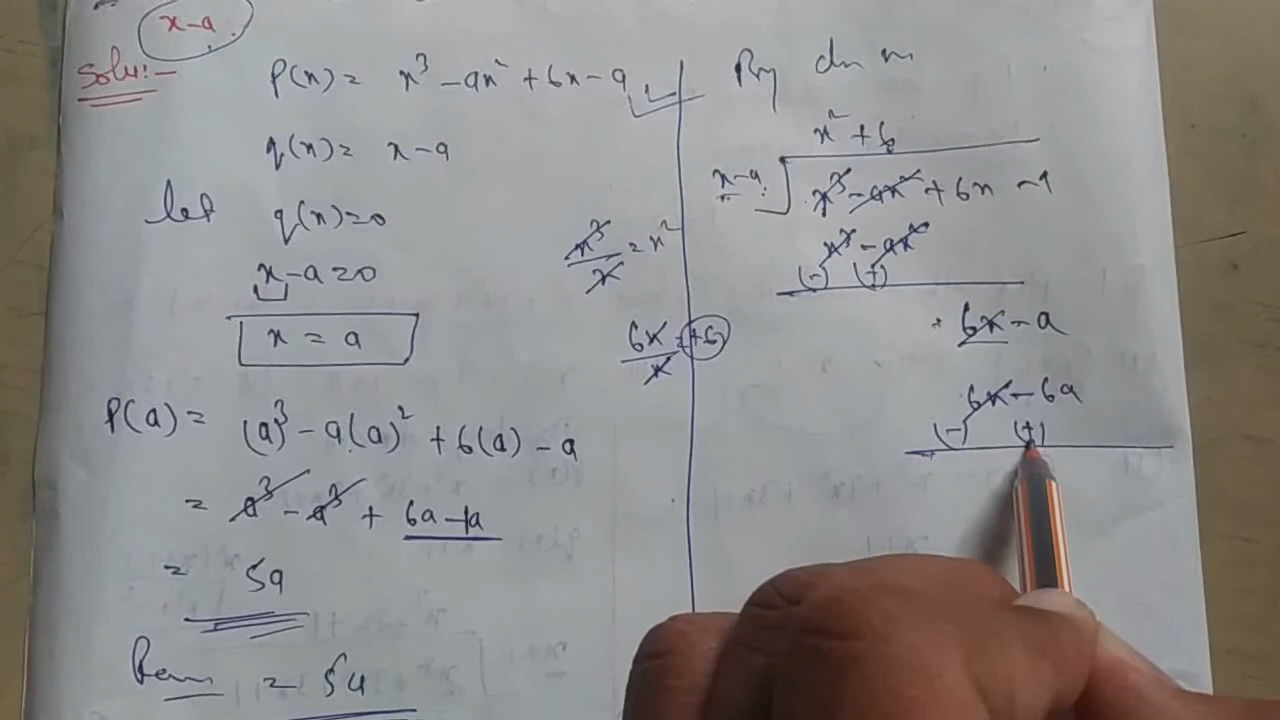 x-a
Solu:-
P(x) = x³ - ax² + 6x - a
q(x) = x - a
let q(x) = 0
x - a = 0
x = a
P(a) = (a)³ - a(a)² + 6(a) - a
= a³ - a³ + 6a - 1a
= 5a
Rem = 5a
x³/x = x²
6x/x = +6
By
x² + 6
x-a x³ - ax² + 6x - a
x³ - ax²
(-) (+)
6x - a
6x - 6a
(-) (+)